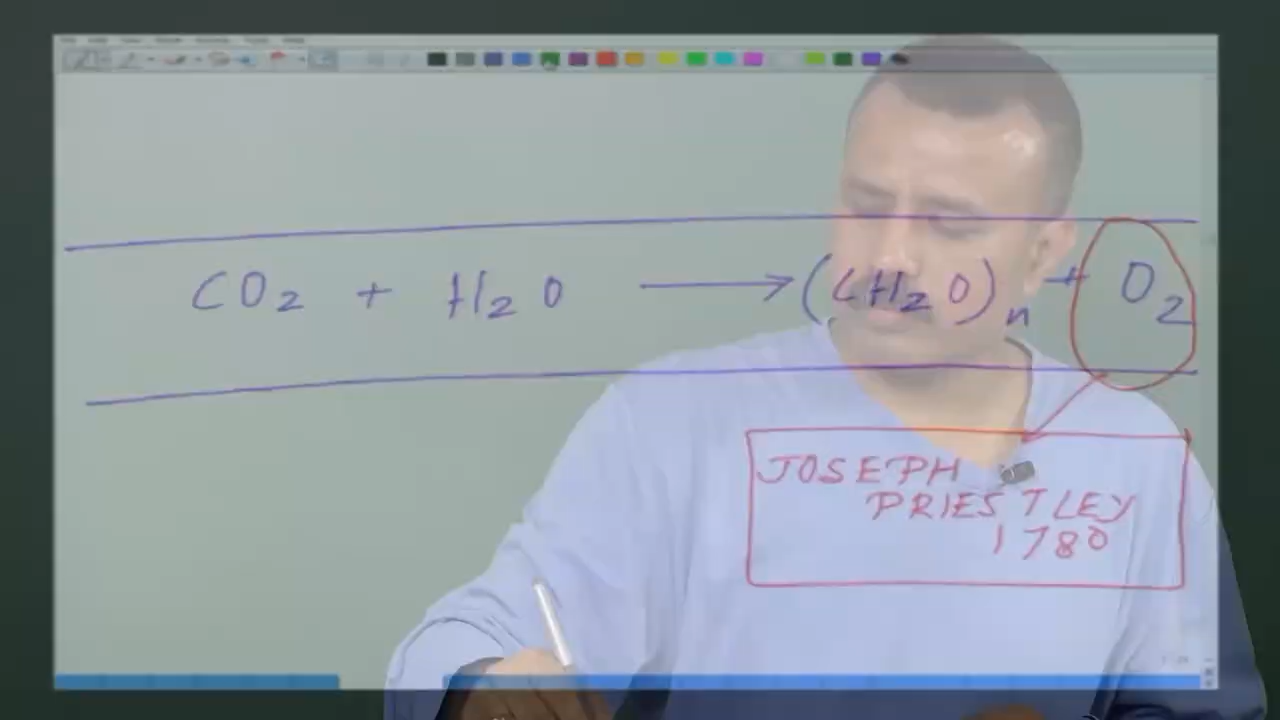 CO₂ + H₂O ⟶ (CH₂O)ₙ + O₂
JOSEPH
PRIESTLEY
1780